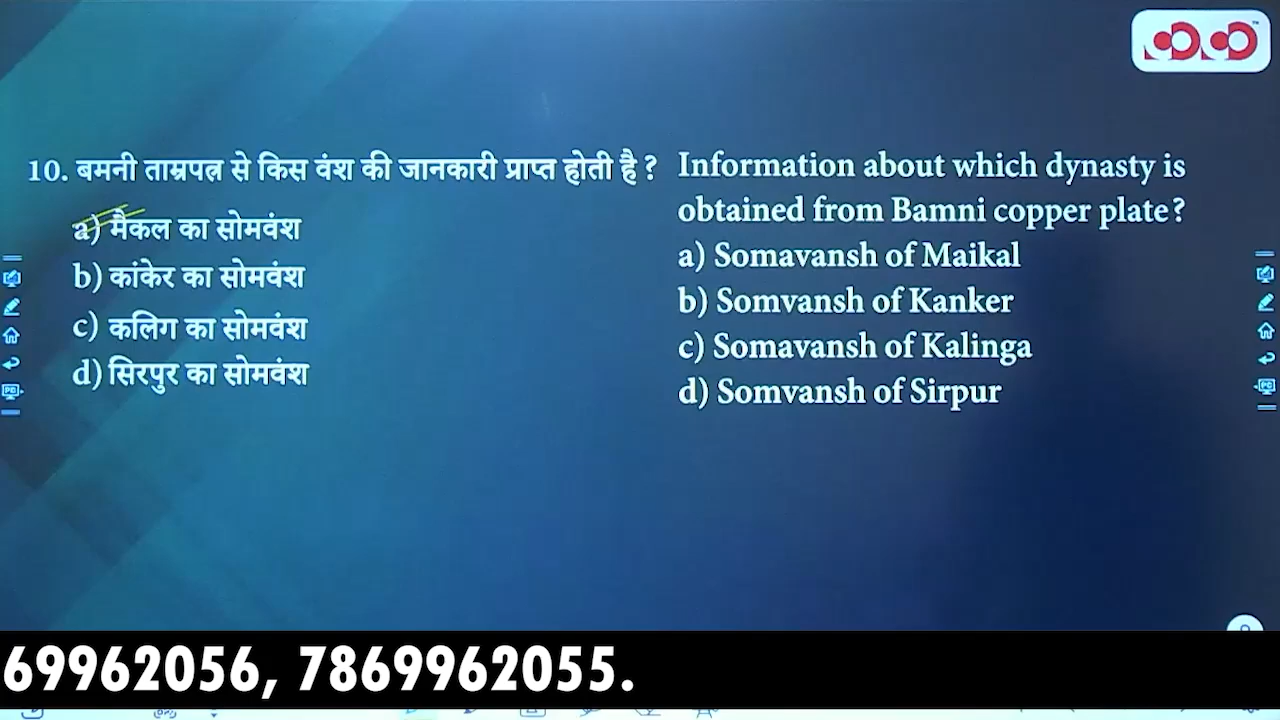 10. बमनी ताम्रपत्र से किस वंश की जानकारी प्राप्त होती है ?
a) मैकल का सोमवंश
b) कांकेर का सोमवंश
c) कलिग का सोमवंश
d) सिरपुर का सोमवंश
Information about which dynasty is
obtained from Bamni copper plate?
a) Somavansh of Maikal
b) Somvansh of Kanker
c) Somavansh of Kalinga
d) Somvansh of Sirpur
69962056, 7869962055.